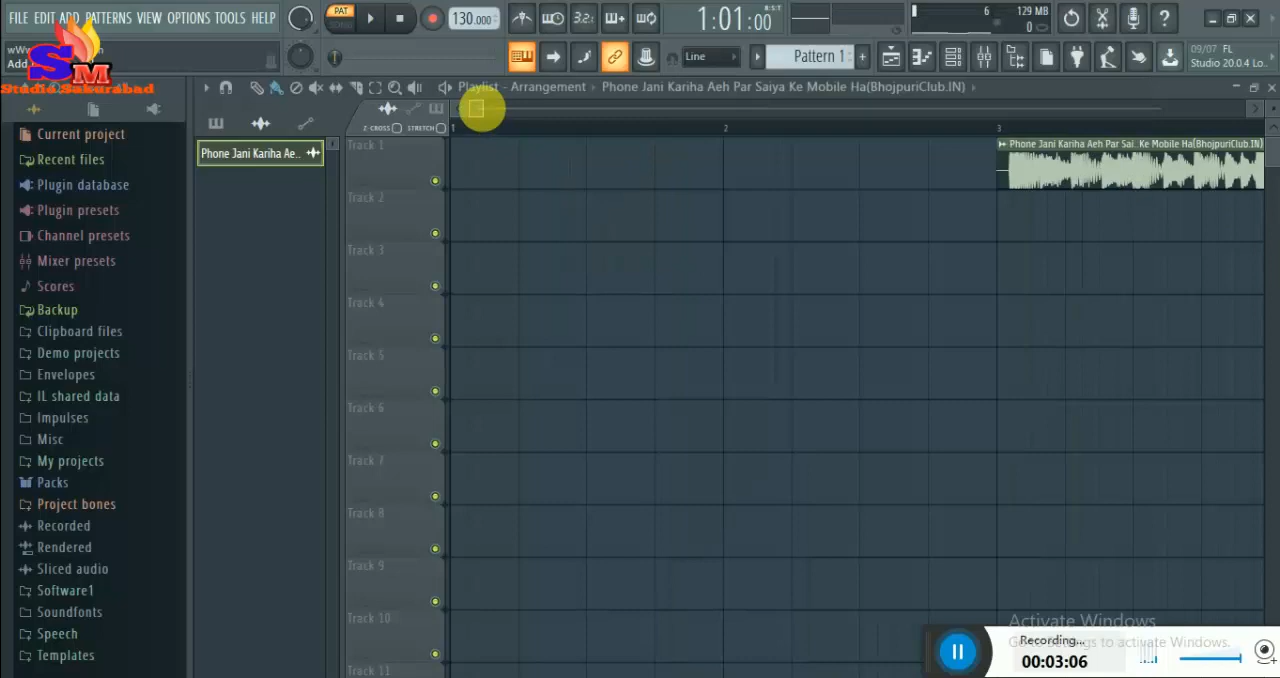 FILE EDIT ADD PATTERNS VIEW OPTIONS TOOLS HELP
PAT
130.000
3.2:
1:01:00
B:S:T
6
129 MB
0
wWw
Add
SM
Studio Sakurabad
Line
Pattern 1
09/07 FL
Studio 20.0.4 Lo..
Playlist - Arrangement › Phone Jani Kariha Aeh Par Saiya Ke Mobile Ha(BhojpuriClub.IN) ›
Z-CROSS
STRETCH
1
2
3
Current project
Recent files
Plugin database
Plugin presets
Channel presets
Mixer presets
Scores
Backup
Clipboard files
Demo projects
Envelopes
IL shared data
Impulses
Misc
My projects
Packs
Project bones
Recorded
Rendered
Sliced audio
Software1
Soundfonts
Speech
Templates
Phone Jani Kariha Ae..
Track 1
Track 2
Track 3
Track 4
Track 5
Track 6
Track 7
Track 8
Track 9
Track 10
Track 11
Phone Jani Kariha Aeh Par Sai. Ke Mobile Ha(BhojpuriClub.IN)
Activate Windows
Go to Settings to activate Windows.
Recording...
00:03:06